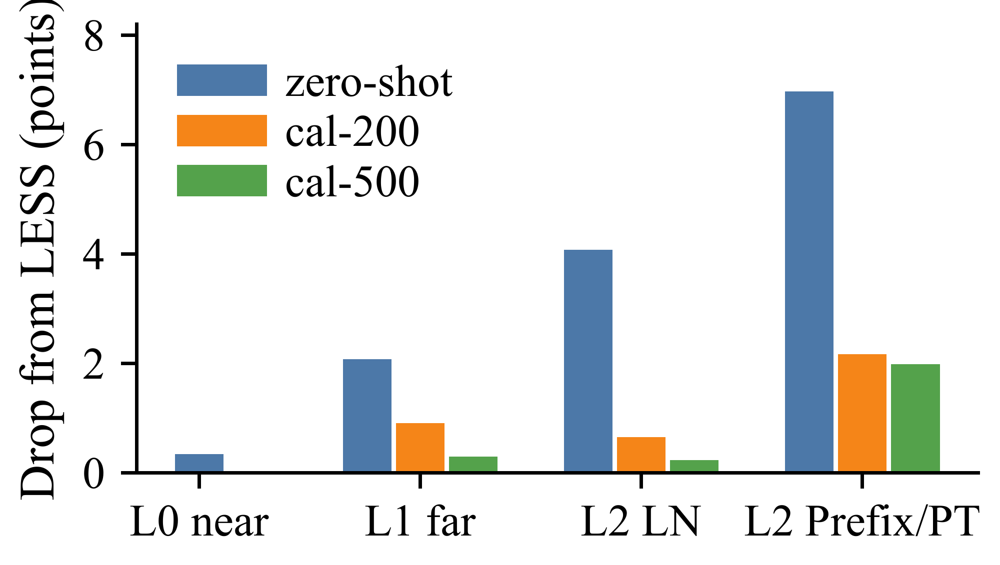 Drop from LESS (points)
8
6
4
2
0
zero-shot
cal-200
cal-500
L0 near
L1 far
L2 LN
L2 Prefix/PT